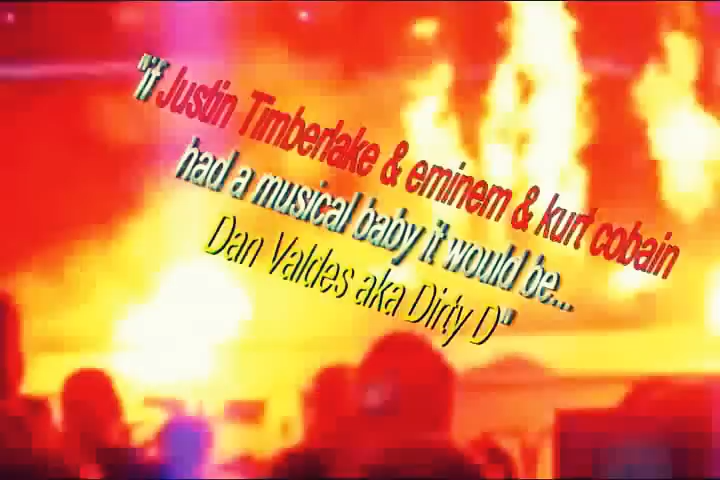 "if Justin Timberlake & eminem & kurt cobain
had a musical baby it would be...
Dan Valdes aka Dirty D"